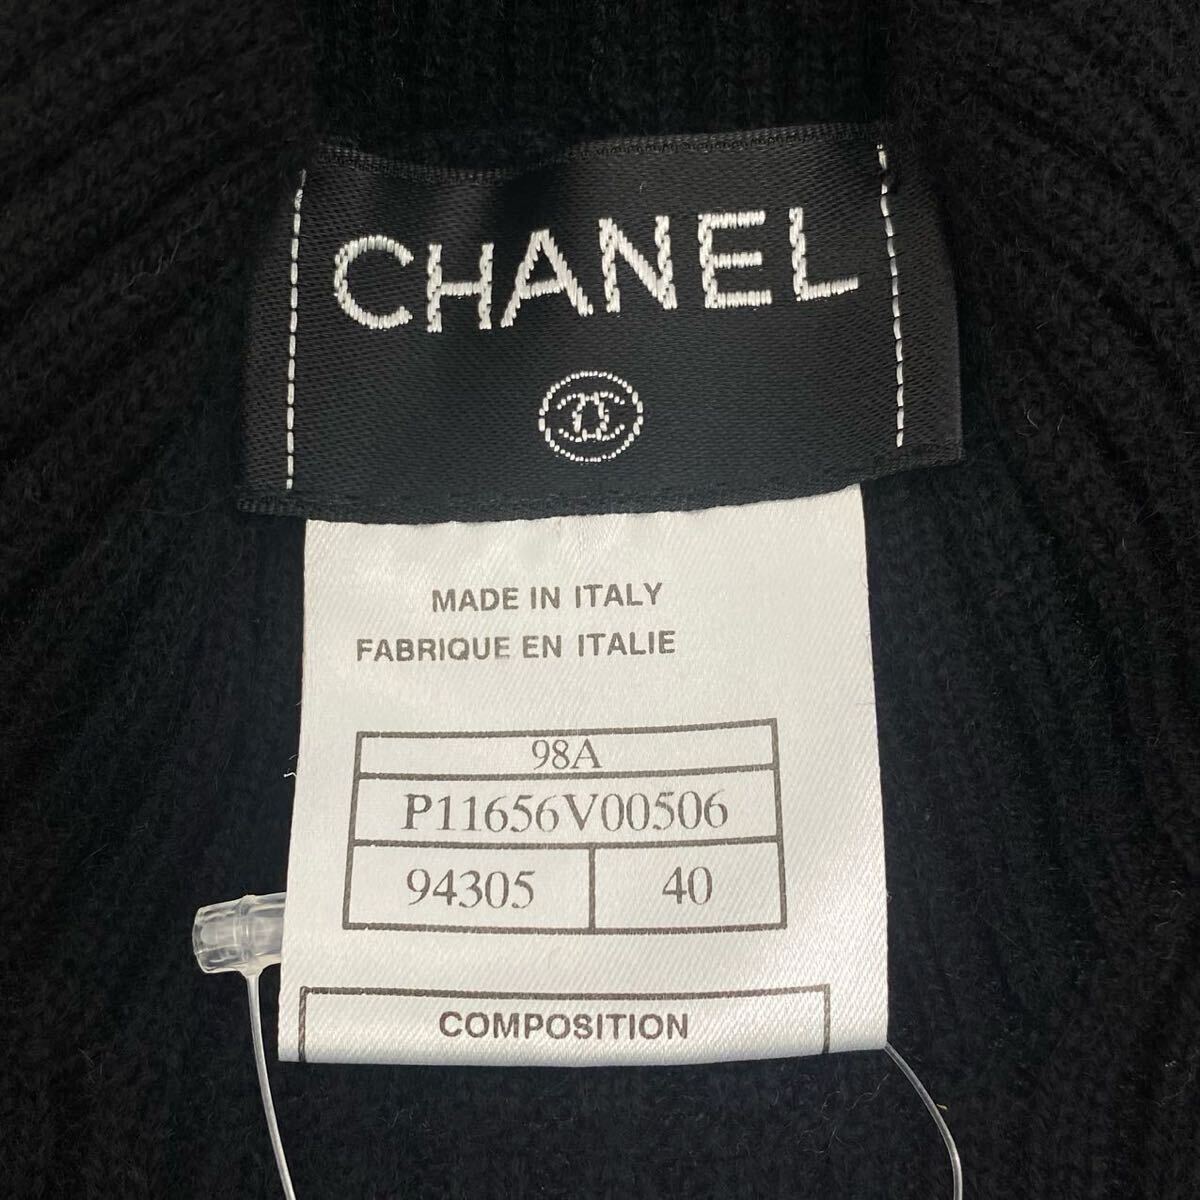 CHANEL
MADE IN ITALY
FABRIQUE EN ITALIE
98A
P11656V00506
94305 40
COMPOSITION